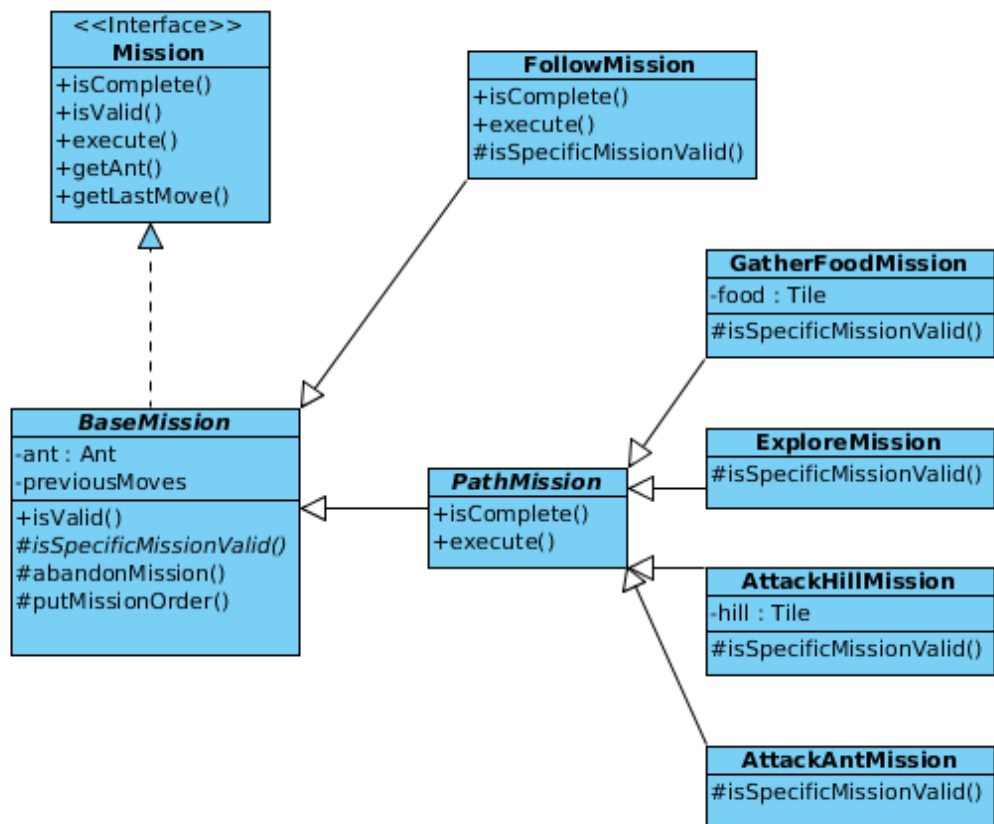 <<Interface>>
Mission
+isComplete()
+isValid()
+execute()
+getAnt()
+getLastMove()
FollowMission
+isComplete()
+execute()
#isSpecificMissionValid()
GatherFoodMission
-food : Tile
#isSpecificMissionValid()
BaseMission
-ant : Ant
-previousMoves
+isValid()
#isSpecificMissionValid()
#abandonMission()
#putMissionOrder()
PathMission
+isComplete()
+execute()
ExploreMission
#isSpecificMissionValid()
AttackHillMission
-hill : Tile
#isSpecificMissionValid()
AttackAntMission
#isSpecificMissionValid()